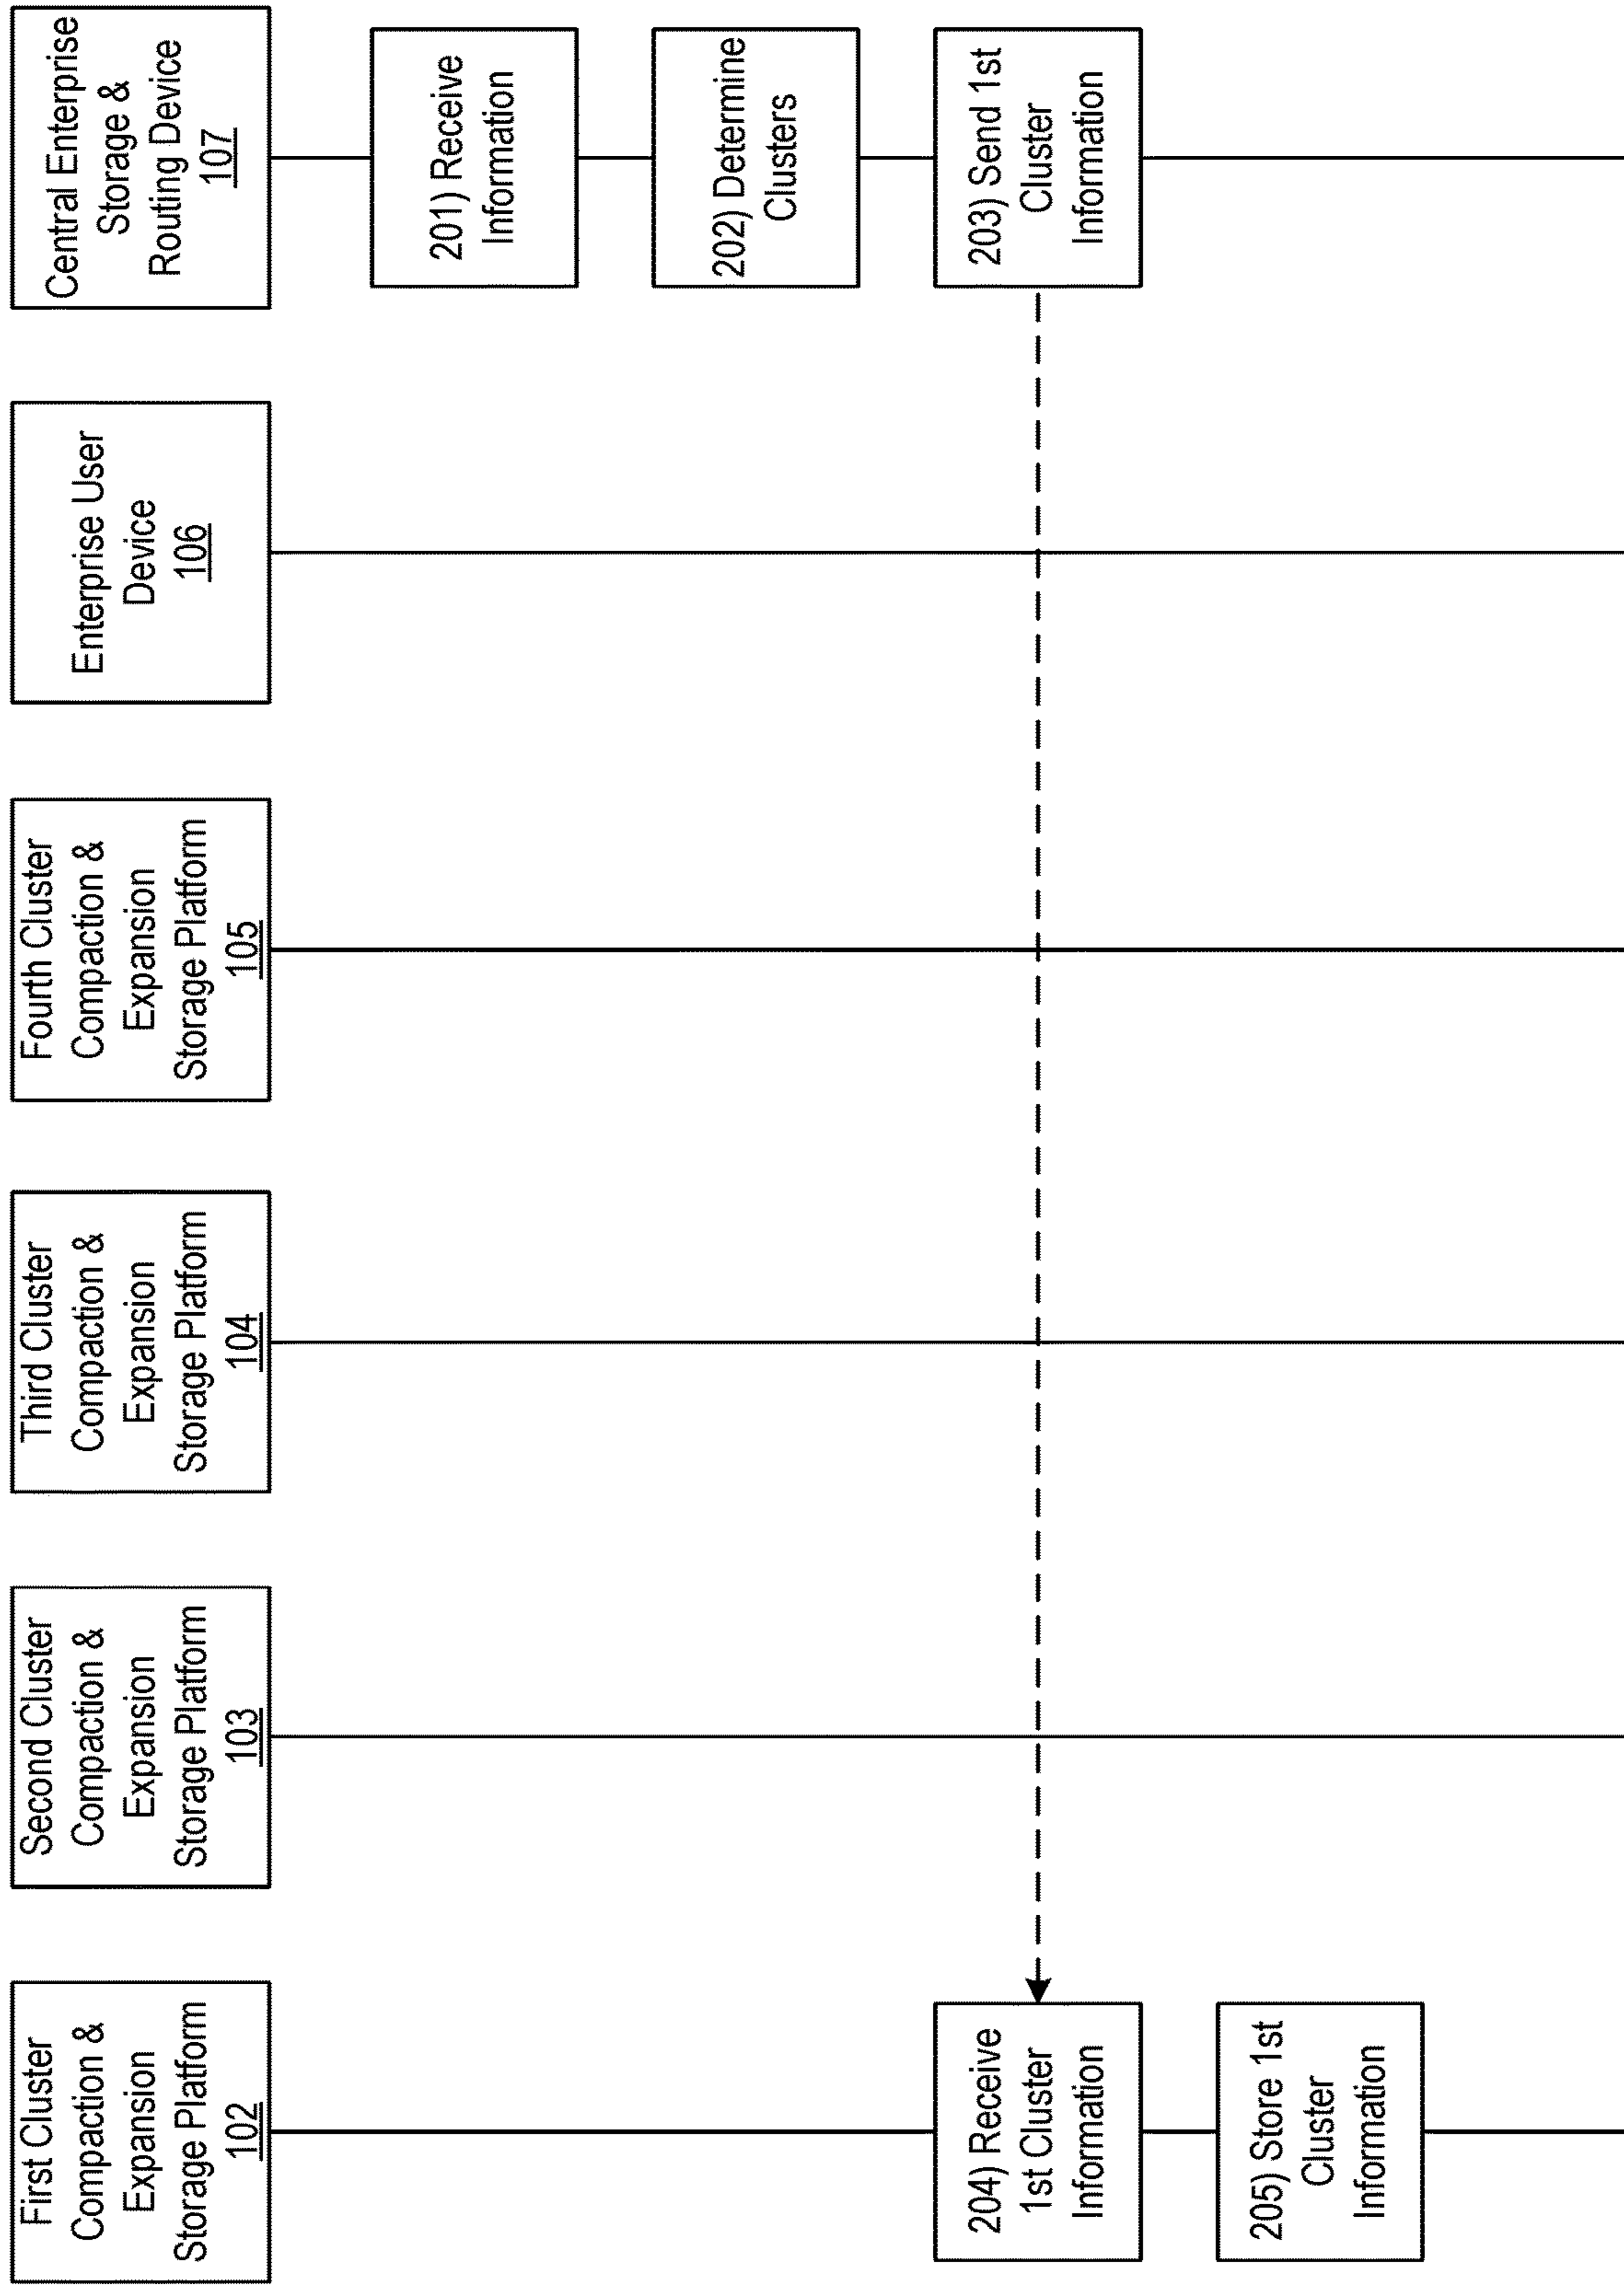 First Cluster
Compaction &
Expansion
Storage Platform
102
Second Cluster
Compaction &
Expansion
Storage Platform
103
Third Cluster
Compaction &
Expansion
Storage Platform
104
Fourth Cluster
Compaction &
Expansion
Storage Platform
105
Enterprise User
Device
106
Central Enterprise
Storage &
Routing Device
107
201) Receive
Information
202) Determine
Clusters
203) Send 1st
Cluster
Information
204) Receive
1st Cluster
Information
205) Store 1st
Cluster
Information